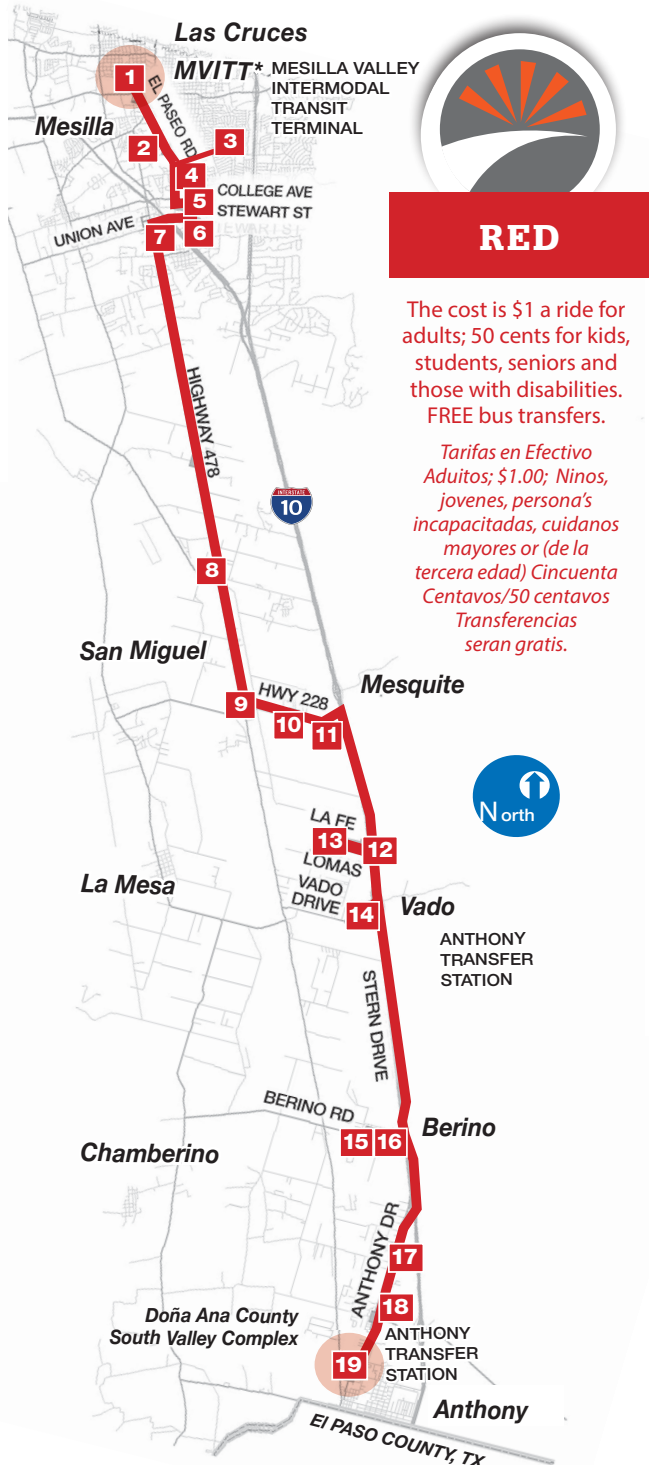 Las Cruces
MVITT* MESILLA VALLEY
INTERMODAL
TRANSIT
TERMINAL
1
EL PASEO RD
Mesilla
2
3
4
COLLEGE AVE
5
STEWART ST
UNION AVE
6
STEWART ST
7
RED
The cost is $1 a ride for
adults; 50 cents for kids,
students, seniors and
those with disabilities.
FREE bus transfers.
Tarifas en Efectivo
Aduitos; $1.00; Ninos,
jovenes, persona's
incapacitadas, cuidanos
mayores or (de la
tercera edad) Cincuenta
Centavos/50 centavos
Transferencias
seran gratis.
HIGHWAY 478
INTERSTATE
10
8
San Miguel
Mesquite
9
HWY 228
10
11
North
LA FE
13
12
LOMAS
La Mesa
VADO
DRIVE
14
Vado
ANTHONY
TRANSFER
STATION
STERN DRIVE
BERINO RD
Berino
15
16
Chamberino
ANTHONY DR
17
18
Doña Ana County
South Valley Complex
ANTHONY
TRANSFER
STATION
19
Anthony
El PASO COUNTY, TX